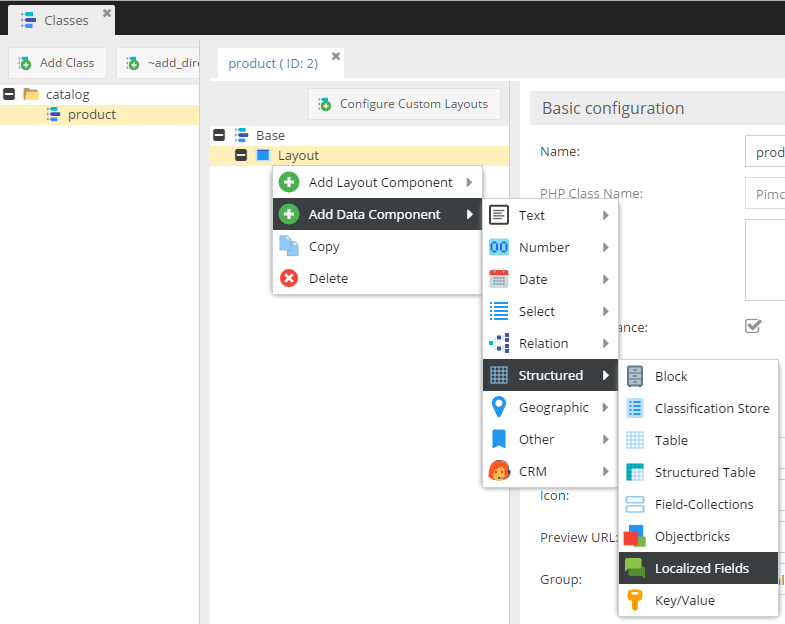 Classes
Add Class
~add_dire
catalog
product
product ( ID: 2)
Configure Custom Layouts
Base
Layout
Add Layout Component
Add Data Component
Copy
Delete
Text
Number
Date
Select
Relation
Structured
Geographic
Other
CRM
Block
Classification Store
Table
Structured Table
Field-Collections
Objectbricks
Localized Fields
Key/Value
Basic configuration
Name:
prod
PHP Class Name:
Pimc
ance:
Icon:
Preview URL:
Group: